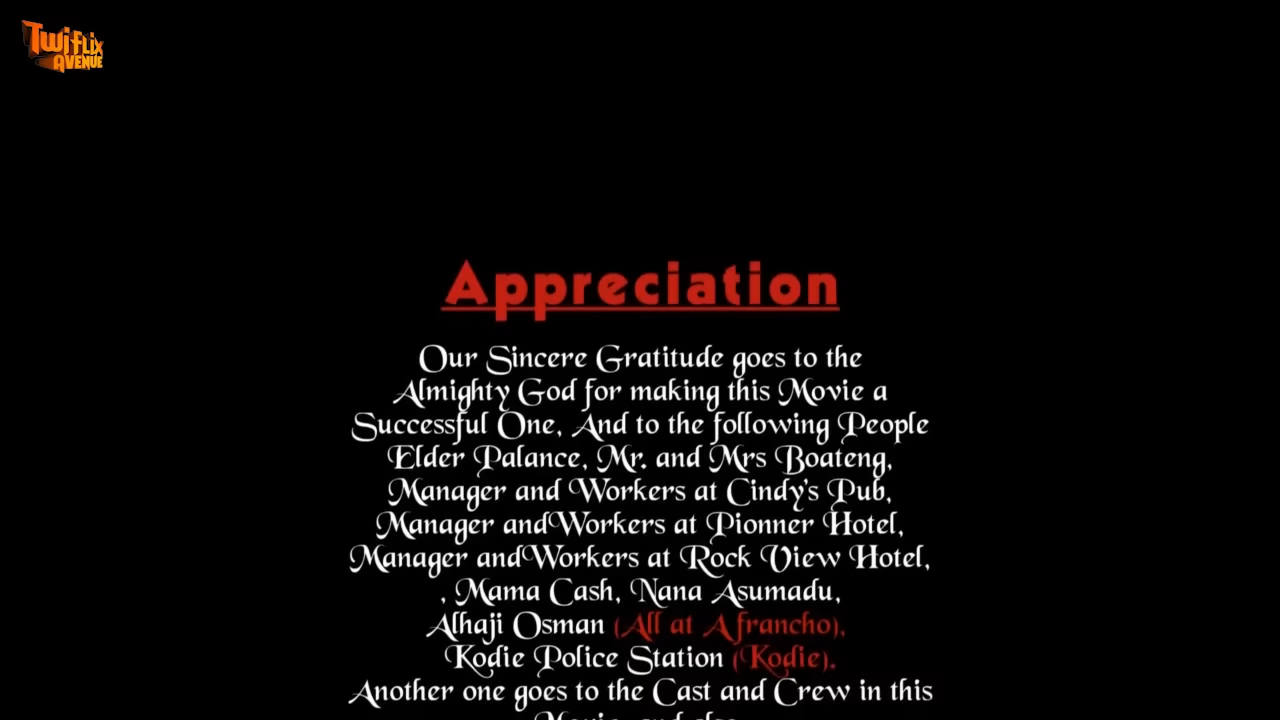 Twiflix
Avenue
Appreciation
Our Sincere Gratitude goes to the
Almighty God for making this Movie a
Successful One, And to the following People
Elder Palance, Mr. and Mrs Boateng,
Manager and Workers at Cindy's Pub,
Manager andWorkers at Pionner Hotel,
Manager andWorkers at Rock View Hotel,
, Mama Cash, Nana Asumadu,
Alhaji Osman (All at Afrancho),
Kodie Police Station (Kodie).
Another one goes to the Cast and Crew in this